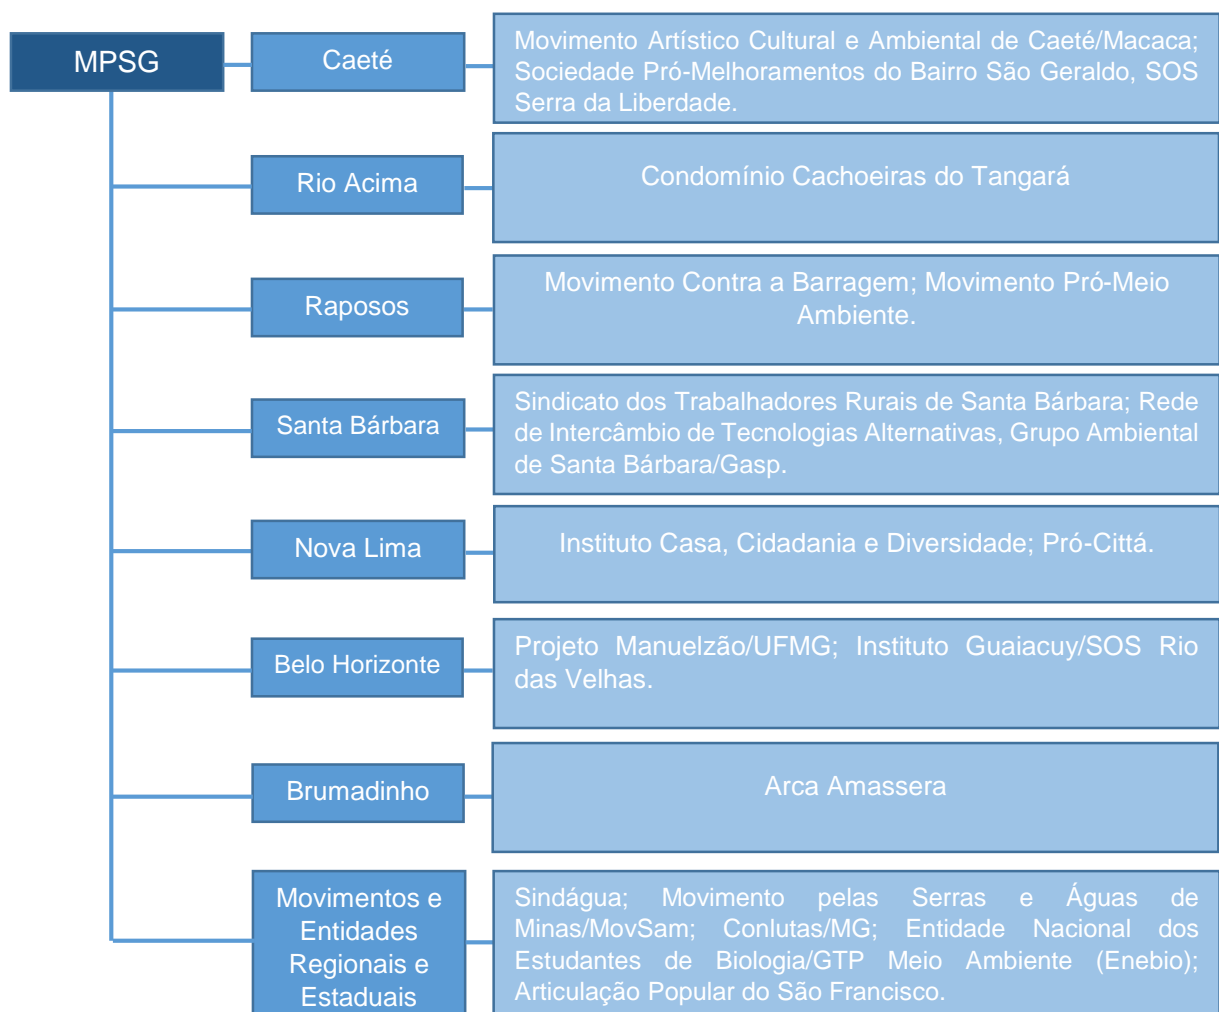 MPSG
Caeté
Movimento Artístico Cultural e Ambiental de Caeté/Macaca;
Sociedade Pró-Melhoramentos do Bairro São Geraldo, SOS
Serra da Liberdade.
Rio Acima
Condomínio Cachoeiras do Tangará
Raposos
Movimento Contra a Barragem; Movimento Pró-Meio
Ambiente.
Santa Bárbara
Sindicato dos Trabalhadores Rurais de Santa Bárbara; Rede
de Intercâmbio de Tecnologias Alternativas, Grupo Ambiental
de Santa Bárbara/Gasp.
Nova Lima
Instituto Casa, Cidadania e Diversidade; Pró-Cittá.
Belo Horizonte
Projeto Manuelzão/UFMG; Instituto Guaiacuy/SOS Rio
das Velhas.
Brumadinho
Arca Amassera
Movimentos e
Entidades
Regionais e
Estaduais
Sindágua; Movimento pelas Serras e Águas de
Minas/MovSam; Conlutas/MG; Entidade Nacional dos
Estudantes de Biologia/GTP Meio Ambiente (Enebio);
Articulação Popular do São Francisco.